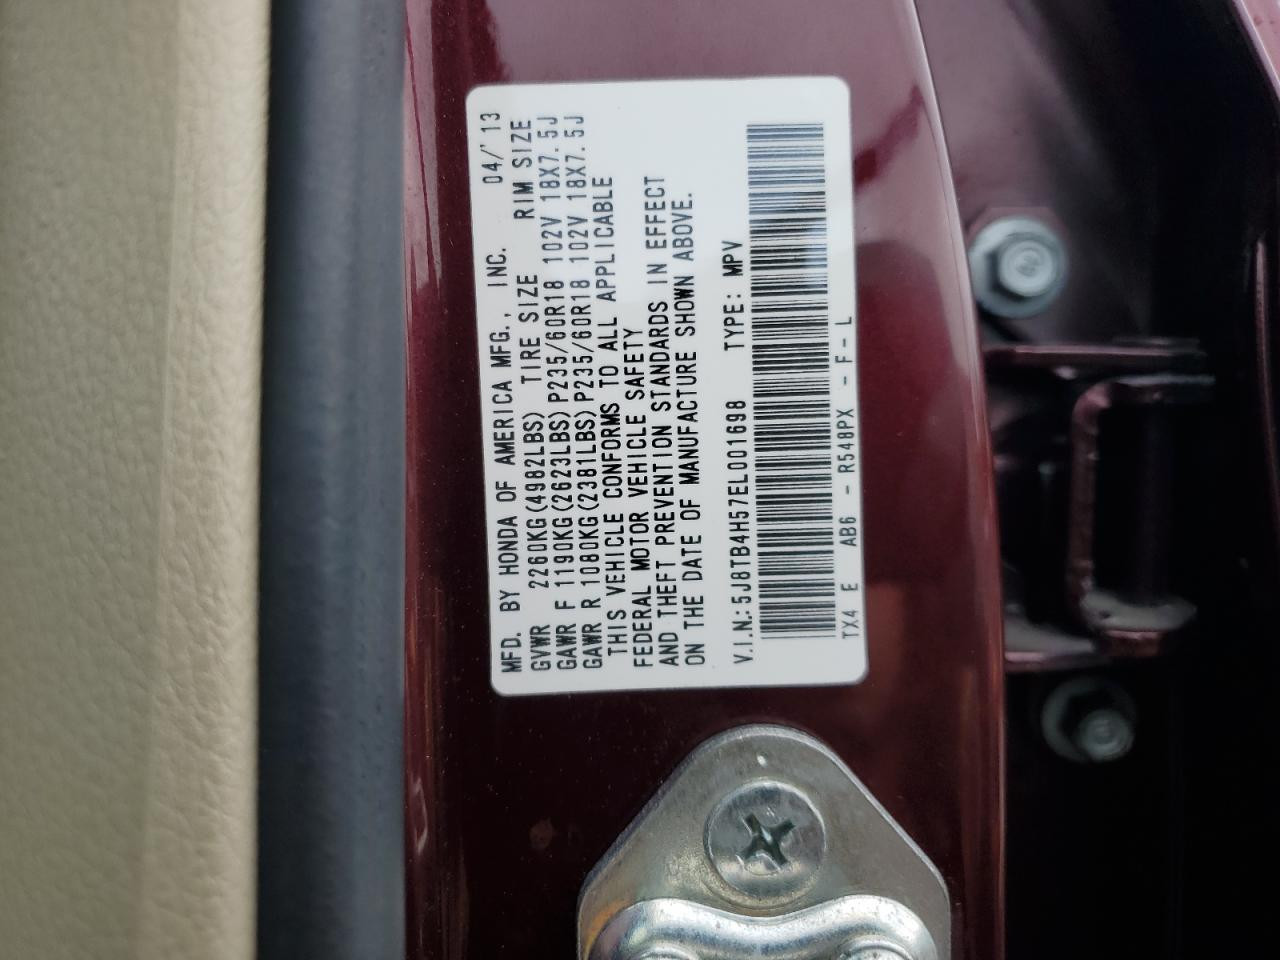 MFD. BY HONDA OF AMERICA MFG., INC. 04/'13
GVWR 2260KG(4982LBS) TIRE SIZE RIM SIZE
GAWR F 1190KG(2623LBS)P235/60R18 102V 18X7.5J
GAWR R 1080KG(2381LBS)P235/60R18 102V 18X7.5J
THIS VEHICLE CONFORMS TO ALL APPLICABLE
FEDERAL MOTOR VEHICLE SAFETY
AND THEFT PREVENTION STANDARDS IN EFFECT
ON THE DATE OF MANUFACTURE SHOWN ABOVE.
V.I.N.:5J8TB4H57EL001698 TYPE: MPV
TX4 E AB6 - R548PX - F - L